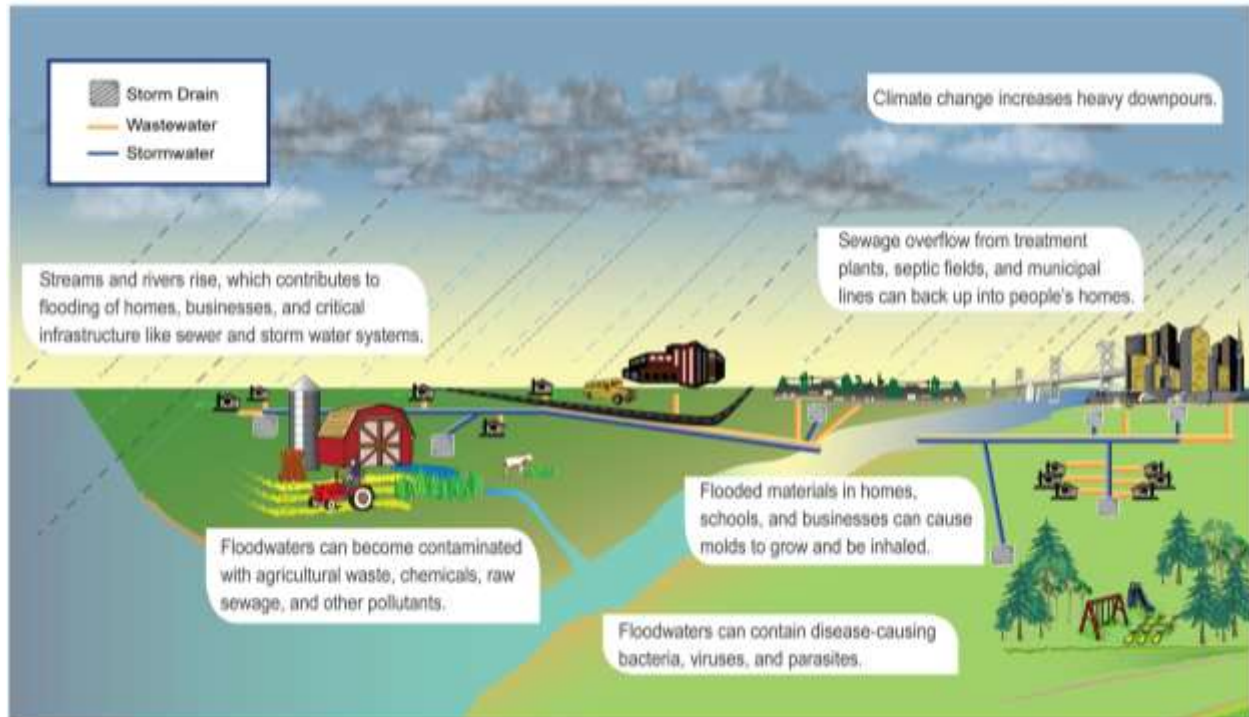 Storm Drain
Wastewater
Stormwater
Climate change increases heavy downpours.
Sewage overflow from treatment
plants, septic fields, and municipal
lines can back up into people's homes.
Streams and rivers rise, which contributes to
flooding of homes, businesses, and critical
infrastructure like sewer and storm water systems.
Flooded materials in homes,
schools, and businesses can cause
molds to grow and be inhaled.
Floodwaters can become contaminated
with agricultural waste, chemicals, raw
sewage, and other pollutants.
Floodwaters can contain disease-causing
bacteria, viruses, and parasites.